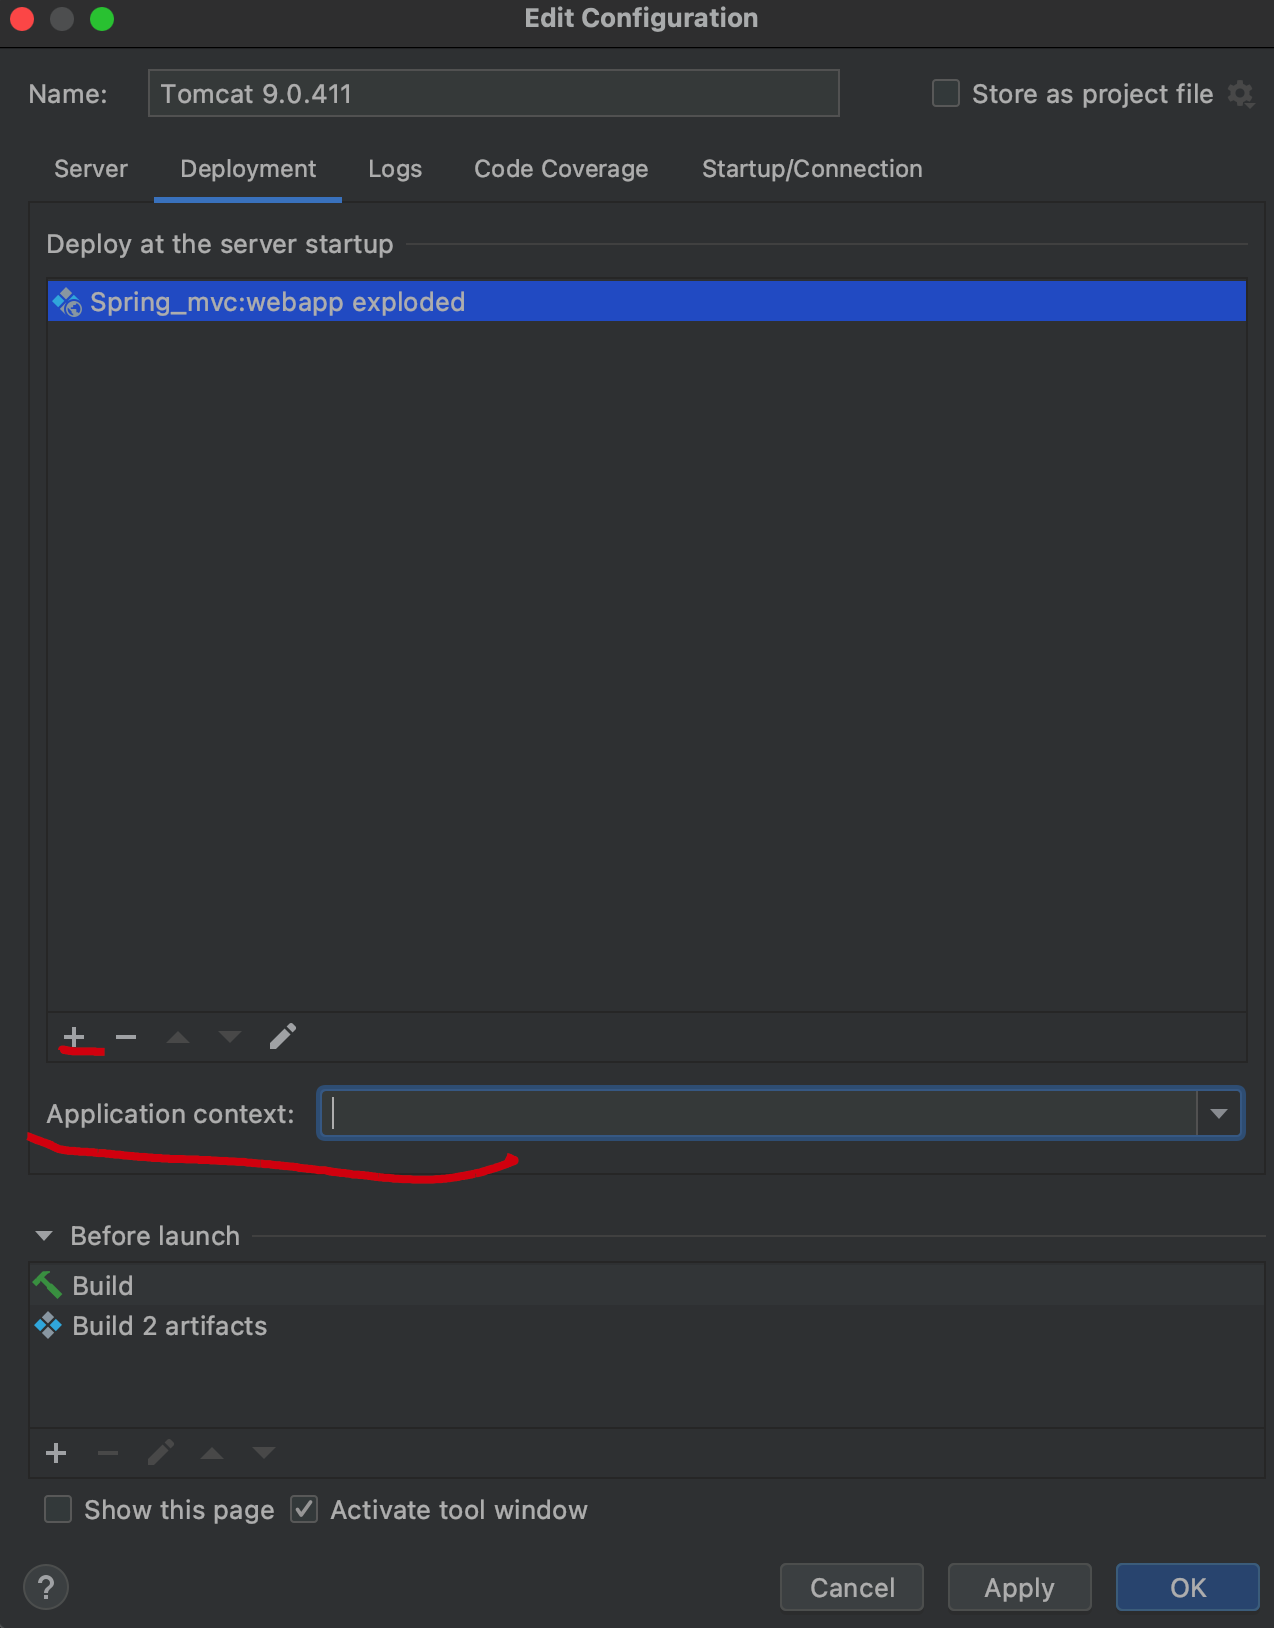 Edit Configuration
Name: Tomcat 9.0.411 Store as project file
Server Deployment Logs Code Coverage Startup/Connection
Deploy at the server startup
Spring_mvc:webapp exploded
Application context:
Before launch
Build
Build 2 artifacts
Show this page Activate tool window
? Cancel Apply OK